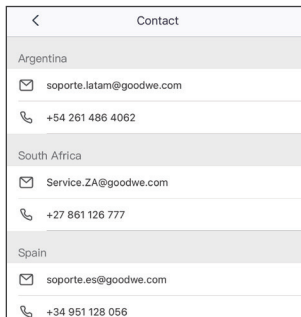 Contact
Argentina
soporte.latam@goodwe.com
+54 261 486 4062
South Africa
Service.ZA@goodwe.com
+27 861 126 777
Spain
soporte.es@goodwe.com
+34 951 128 056